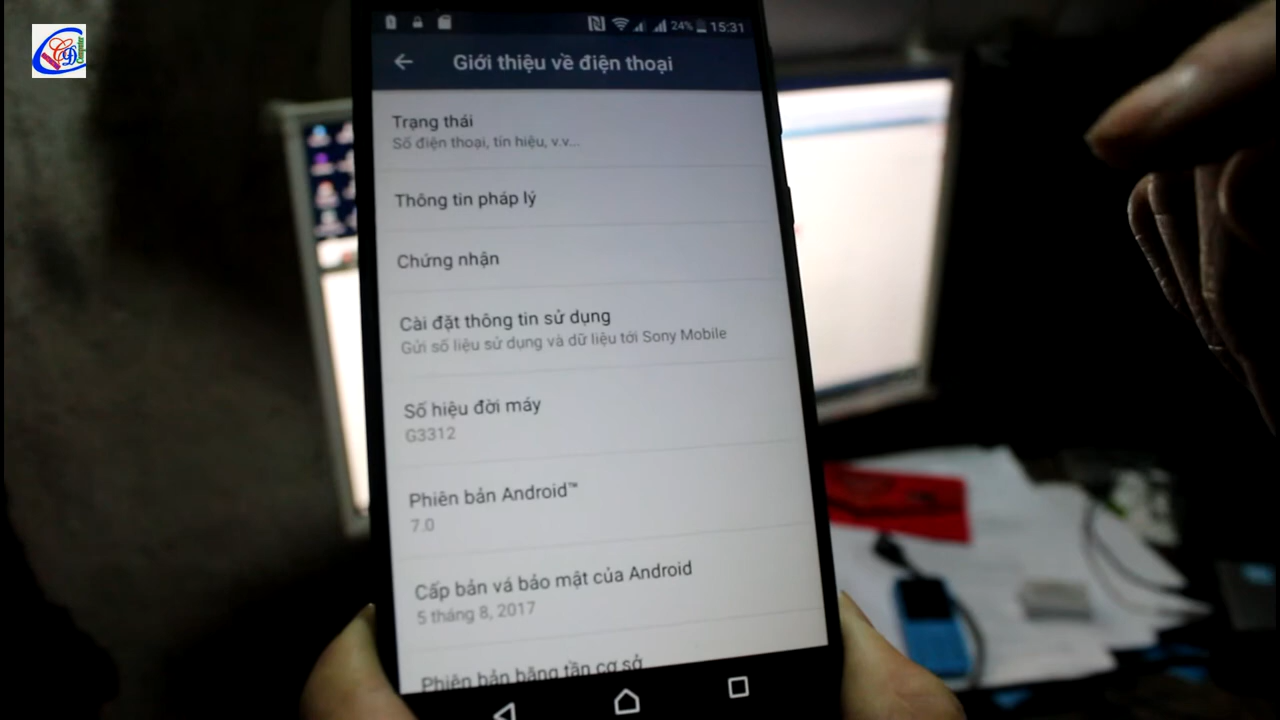 24% 15:31
Giới thiệu về điện thoại
Trạng thái
Số điện thoại, tín hiệu, v.v...
Thông tin pháp lý
Chứng nhận
Cài đặt thông tin sử dụng
Gửi số liệu sử dụng và dữ liệu tới Sony Mobile
Số hiệu đời máy
G3312
Phiên bản Android™
7.0
Cấp bản vá bảo mật của Android
5 tháng 8, 2017
Phiên bản băng tần cơ sở